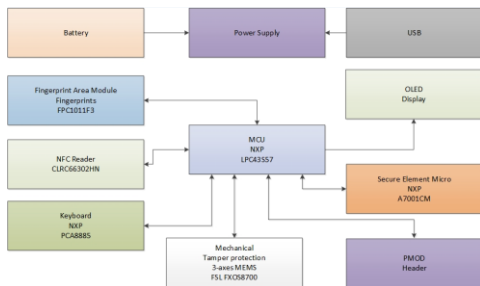 Battery
Power Supply
USB
Fingerprint Area Module
Fingerprints
FPC1011F3
OLED
Display
MCU
NXP
LPC43S57
NFC Reader
CLRC66302HN
Secure Element Micro
NXP
A7001CM
Keyboard
NXP
PCA8885
Mechanical
Tamper protection
3-axes MEMS
FSL FXOS8700
PMOD
Header